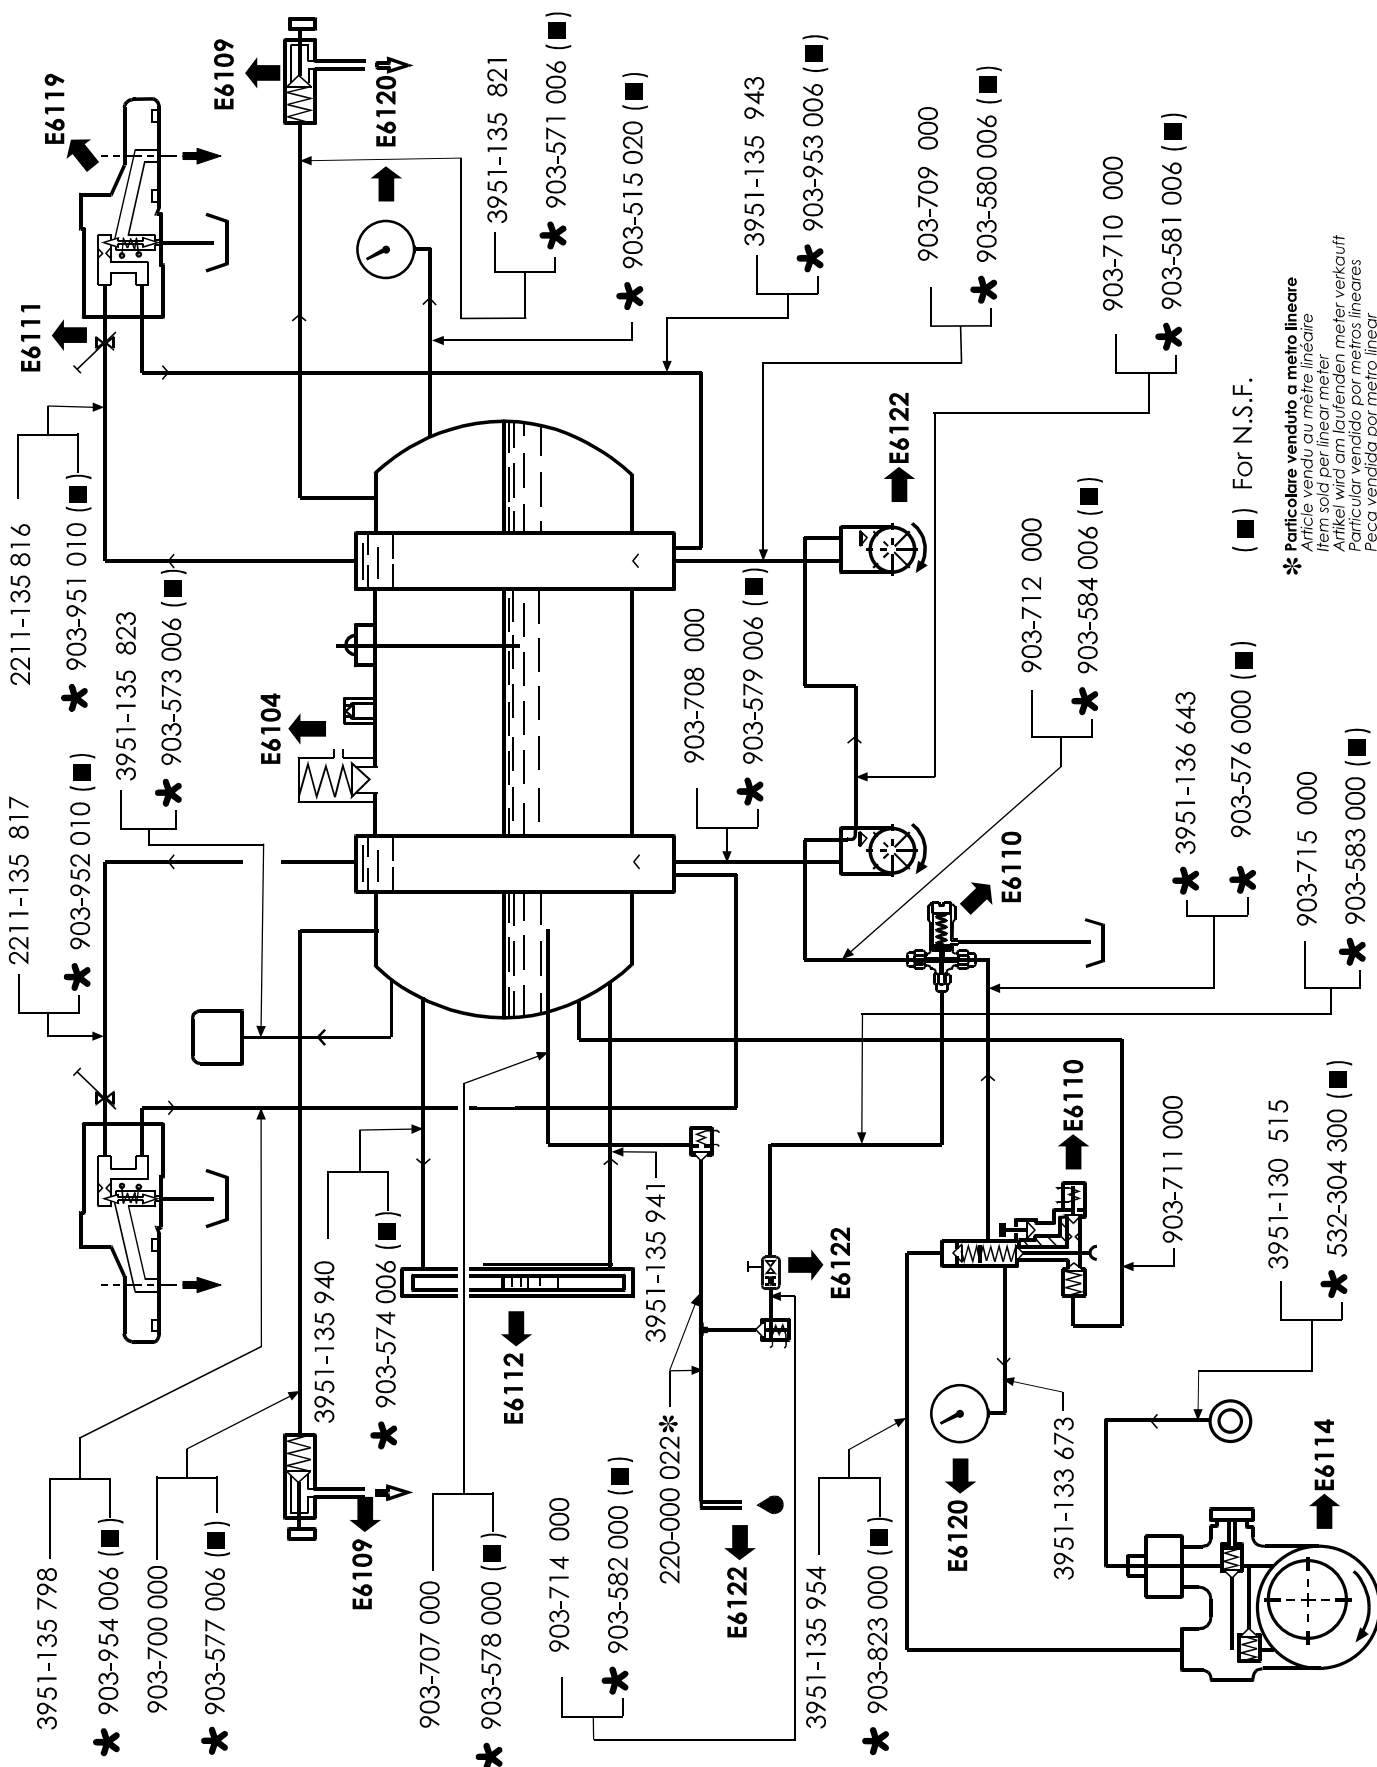 2211-135 817
✱ 903-952 010 (■)
3951-135 823
✱ 903-573 006 (■)
2211-135 816
✱ 903-951 010 (■)
E6111
E6119
E6109
E6120
3951-135 821
✱ 903-571 006 (■)
✱ 903-515 020 (■)
3951-135 943
✱ 903-953 006 (■)
903-709 000
✱ 903-580 006 (■)
903-710 000
✱ 903-581 006 (■)
E6104
E6122
903-708 000
✱ 903-579 006 (■)
903-712 000
✱ 903-584 006 (■)
E6110
✱ 3951-136 643
✱ 903-576 000 (■)
903-715 000
✱ 903-583 000 (■)
3951-135 798
✱ 903-954 006 (■)
903-700 000
✱ 903-577 006 (■)
E6109
3951-135 940
✱ 903-574 006 (■)
903-707 000
✱ 903-578 000 (■)
E6112
903-714 000
✱ 903-582 000 (■)
3951-135 941
220-000 022✻
E6122
E6122
3951-135 954
✱ 903-823 000 (■)
E6120
3951-133 673
E6110
903-711 000
3951-130 515
✱ 532-304 300 (■)
E6114
(■) For N.S.F.
✻ Particolare venduto a metro lineare
Article vendu au mètre linéaire
Item sold per linear meter
Artikel wird am laufenden meter verkauft
Particular vendido por metros lineares
Peca vendida por metro linear